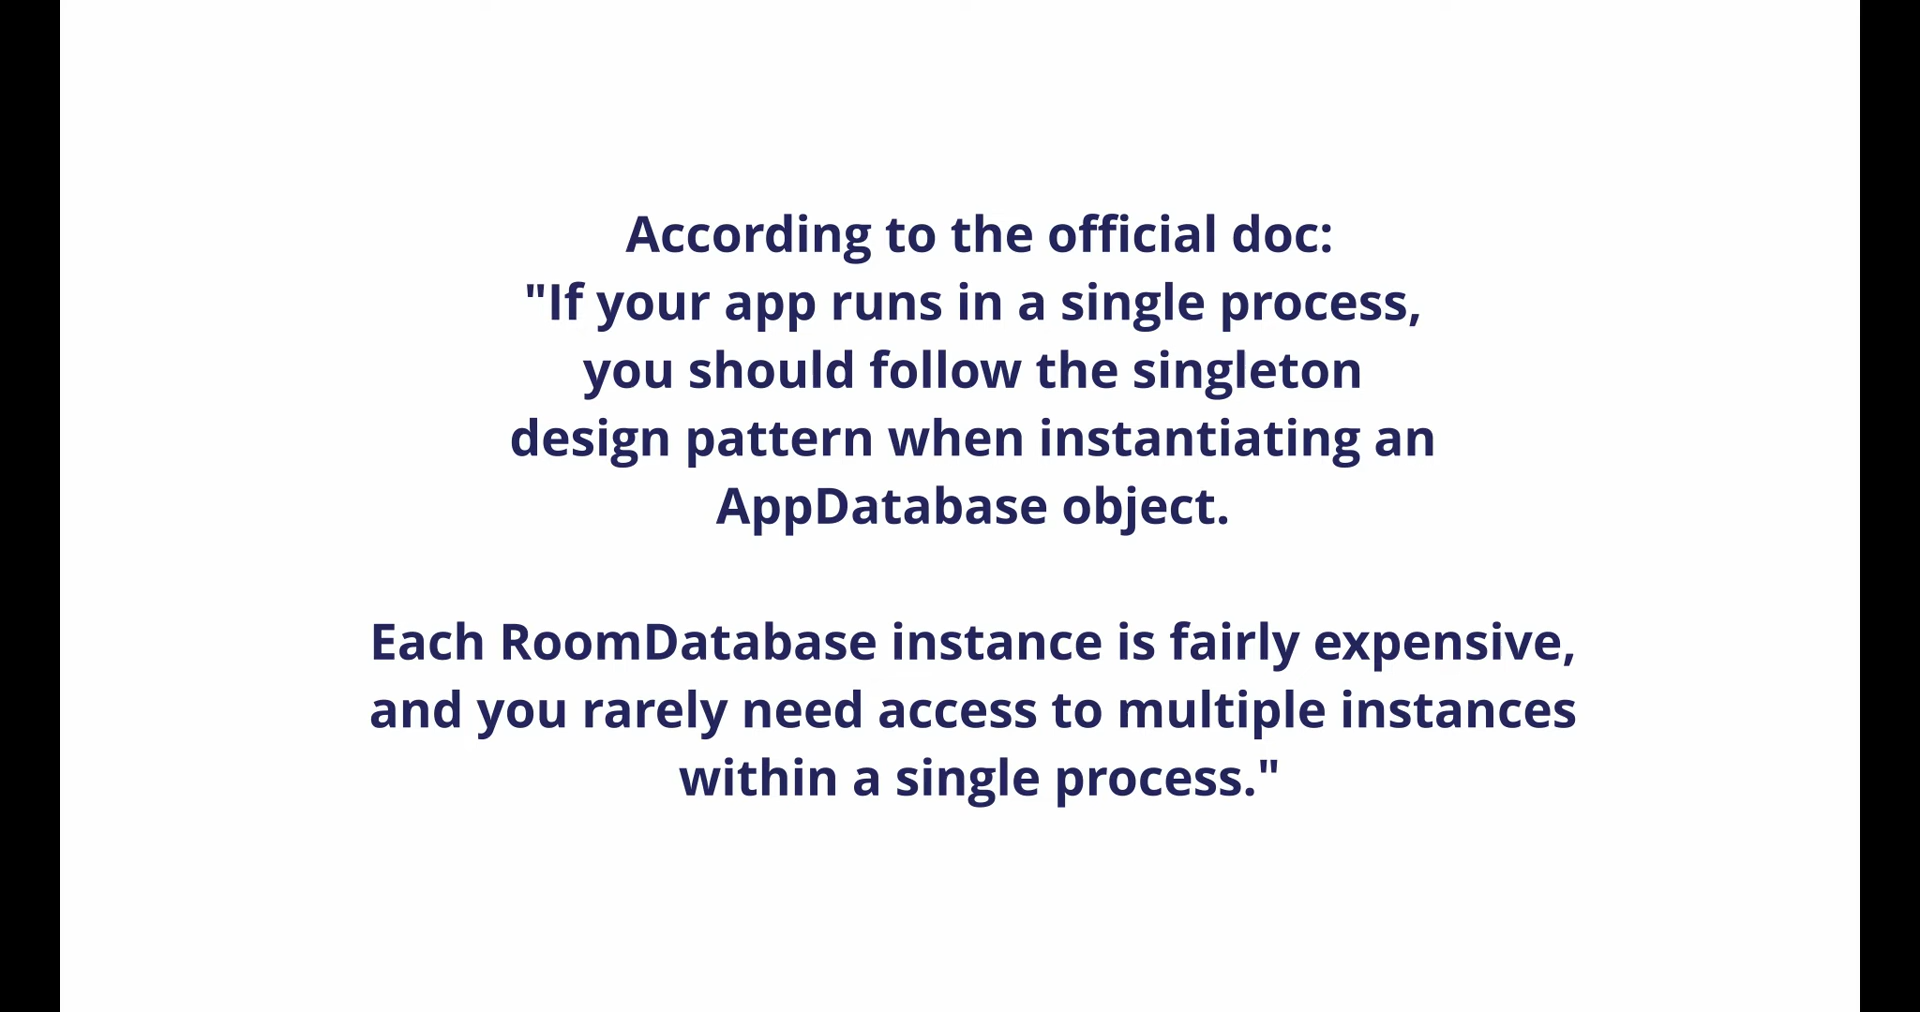 According to the official doc:
"If your app runs in a single process,
you should follow the singleton
design pattern when instantiating an
AppDatabase object.
Each RoomDatabase instance is fairly expensive,
and you rarely need access to multiple instances
within a single process."